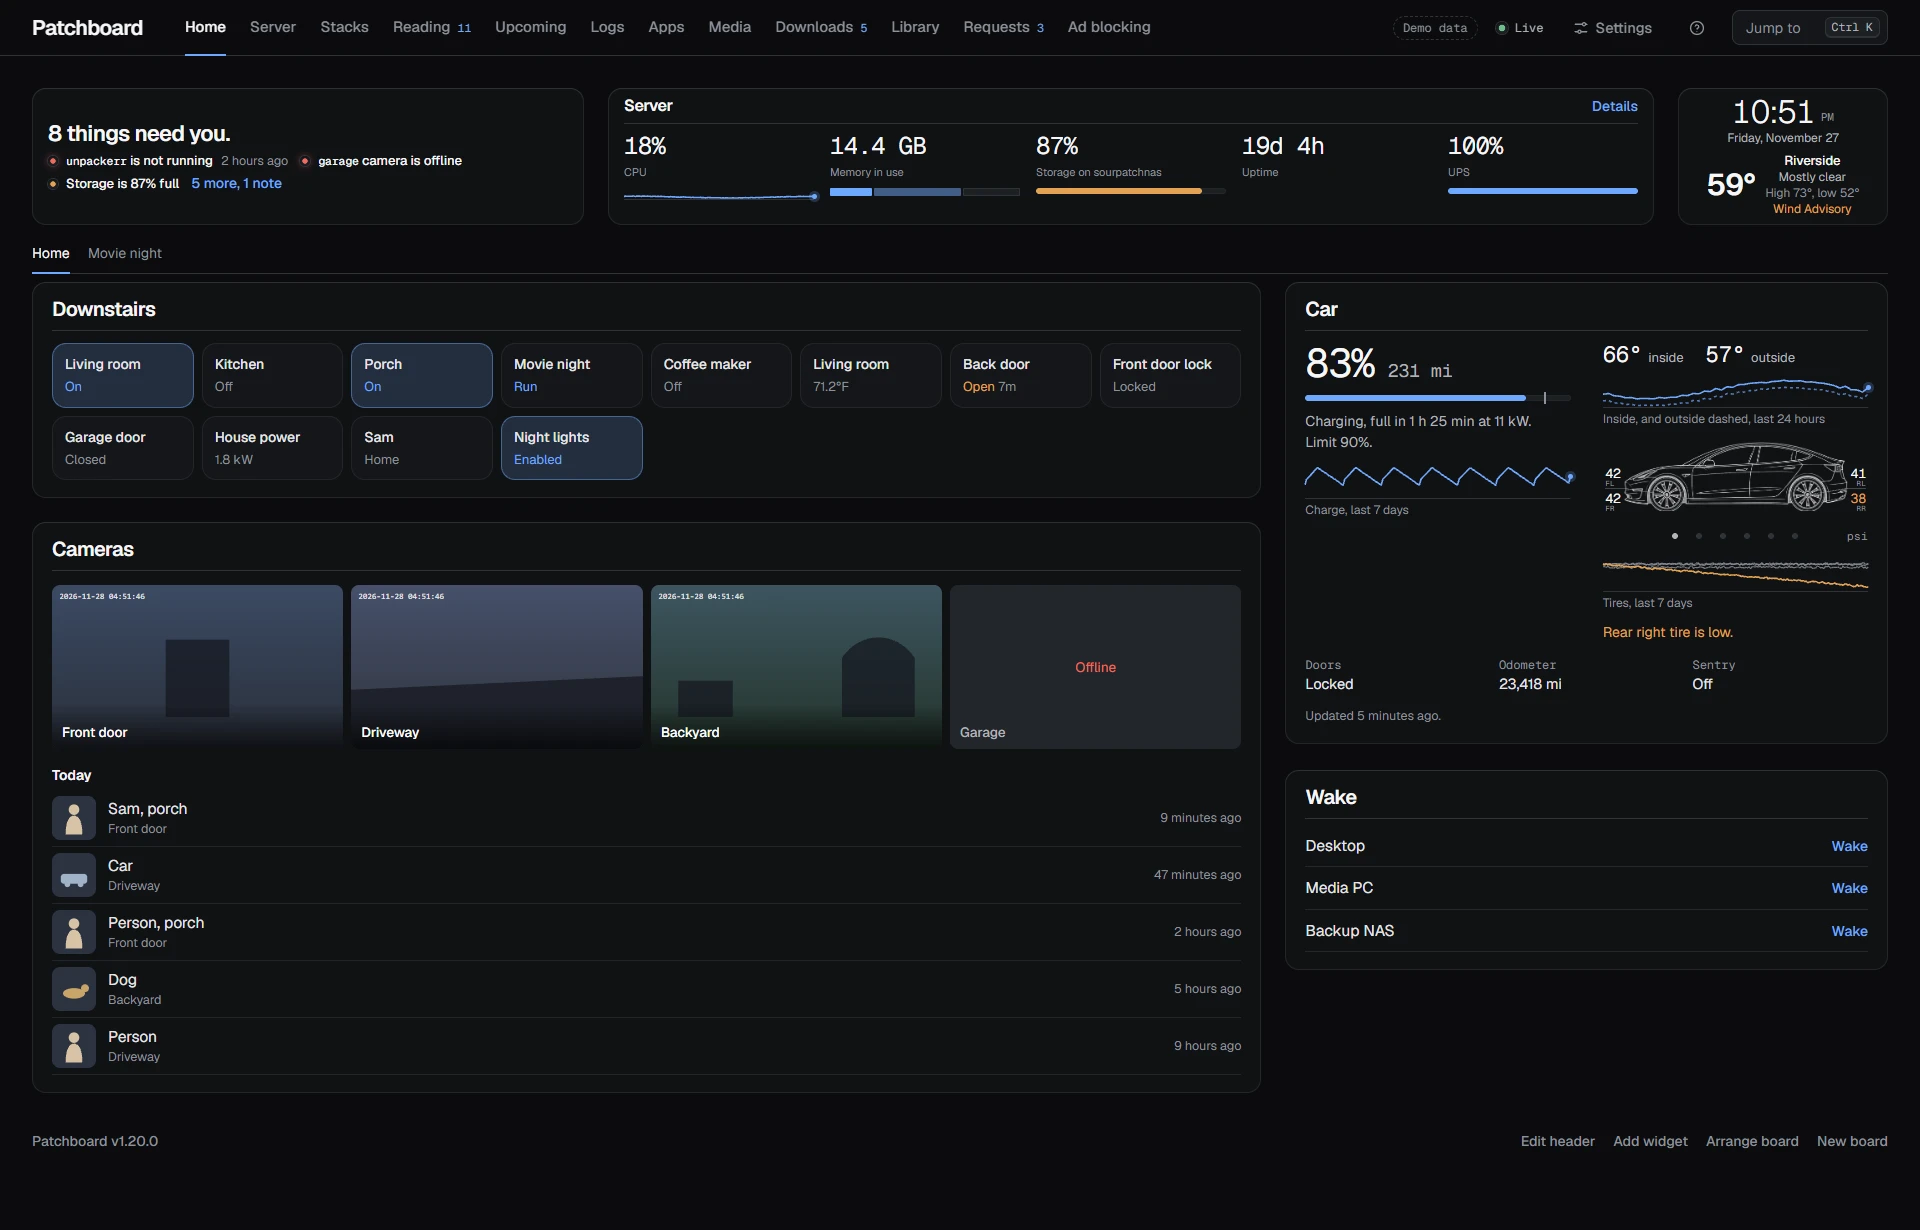 Patchboard
Home Server Stacks Reading 11 Upcoming Logs Apps Media Downloads 5 Library Requests 3 Ad blocking
Demo data Live Settings Jump to Ctrl K
8 things need you.
unpackerr is not running 2 hours ago garage camera is offline
Storage is 87% full 5 more, 1 note
Server Details
18% 14.4 GB 87% 19d 4h 100%
CPU Memory in use Storage on sourpatchnas Uptime UPS
10:51 PM
Friday, November 27
Riverside
59° Mostly clear
High 73°, low 52°
Wind Advisory
Home Movie night
Downstairs
Living room Kitchen Porch Movie night Coffee maker Living room Back door Front door lock
On Off On Run Off 71.2°F Open 7m Locked
Garage door House power Sam Night lights
Closed 1.8 kW Home Enabled
Cameras
2026-11-28 04:51:46 2026-11-28 04:51:46 2026-11-28 04:51:46
Offline
Front door Driveway Backyard Garage
Today
Sam, porch
Front door
9 minutes ago
Car
Driveway
47 minutes ago
Person, porch
Front door
2 hours ago
Dog
Backyard
5 hours ago
Person
Driveway
9 hours ago
Car
83% 231 mi
Charging, full in 1 h 25 min at 11 kW.
Limit 90%.
Charge, last 7 days
66° inside 57° outside
Inside, and outside dashed, last 24 hours
42 41
FL RL
42 38
FR RR
psi
Tires, last 7 days
Rear right tire is low.
Doors Odometer Sentry
Locked 23,418 mi Off
Updated 5 minutes ago.
Wake
Desktop Wake
Media PC Wake
Backup NAS Wake
Patchboard v1.20.0
Edit header Add widget Arrange board New board